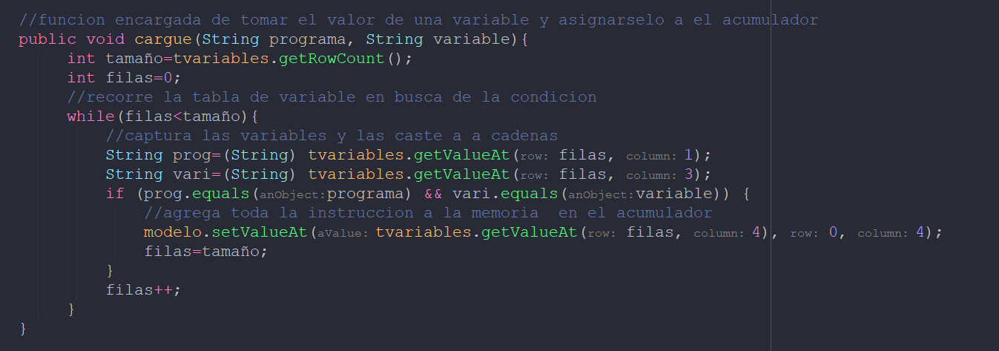 //funcion encargada de tomar el valor de una variable y asignarselo a el acumulador
public void cargue(String programa, String variable){
int tamaño=tvariables.getRowCount();
int filas=0;
//recorre la tabla de variable en busca de la condicion
while(filas<tamaño){
//captura las variables y las caste a a cadenas
String prog=(String) tvariables.getValueAt(row: filas, column: 1);
String vari=(String) tvariables.getValueAt(row: filas, column: 3);
if (prog.equals(anObject:programa) && vari.equals(anObject:variable)) {
//agrega toda la instruccion a la memoria  en el acumulador
modelo.setValueAt(aValue: tvariables.getValueAt(row: filas, column: 4), row: 0, column: 4);
filas=tamaño;
}
filas++;
}
}